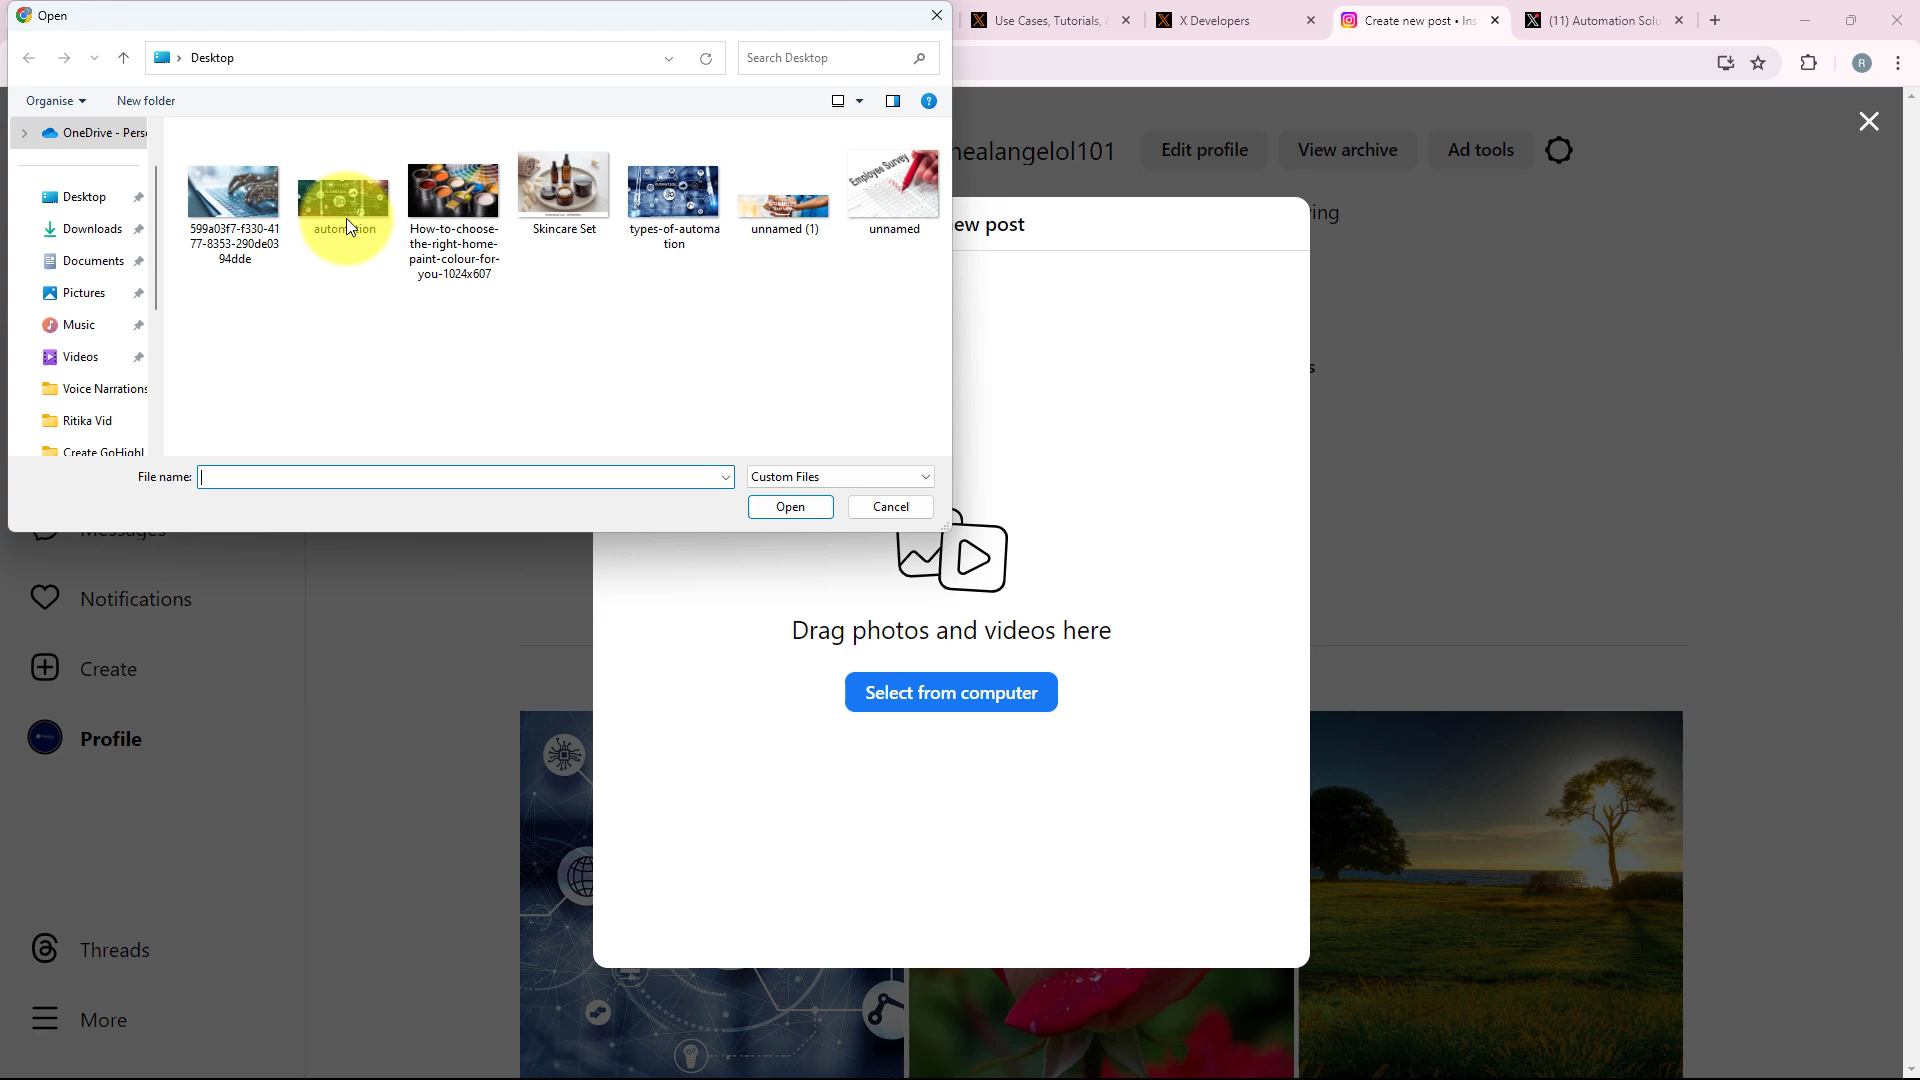 Open
Use Cases, Tutorials,
X Developers
Create new post • Ins
(11) Automation Solu
Desktop
Search Desktop
R
Organise
New folder
OneDrive - Perso
Desktop
Downloads
Documents
Pictures
Music
Videos
Voice Narrations
Ritika Vid
Create GoHighl
599a03f7-f330-41
77-8353-290de03
94dde
automation
How-to-choose-
the-right-home-
paint-colour-for-
you-1024x607
Skincare Set
types-of-automa
tion
unnamed (1)
Employee Survey
unnamed
File name:
Custom Files
Open
Cancel
nealangelol101
Edit profile
View archive
Ad tools
ew post
ing
s
Drag photos and videos here
Select from computer
Messages
Notifications
Create
Profile
Threads
More